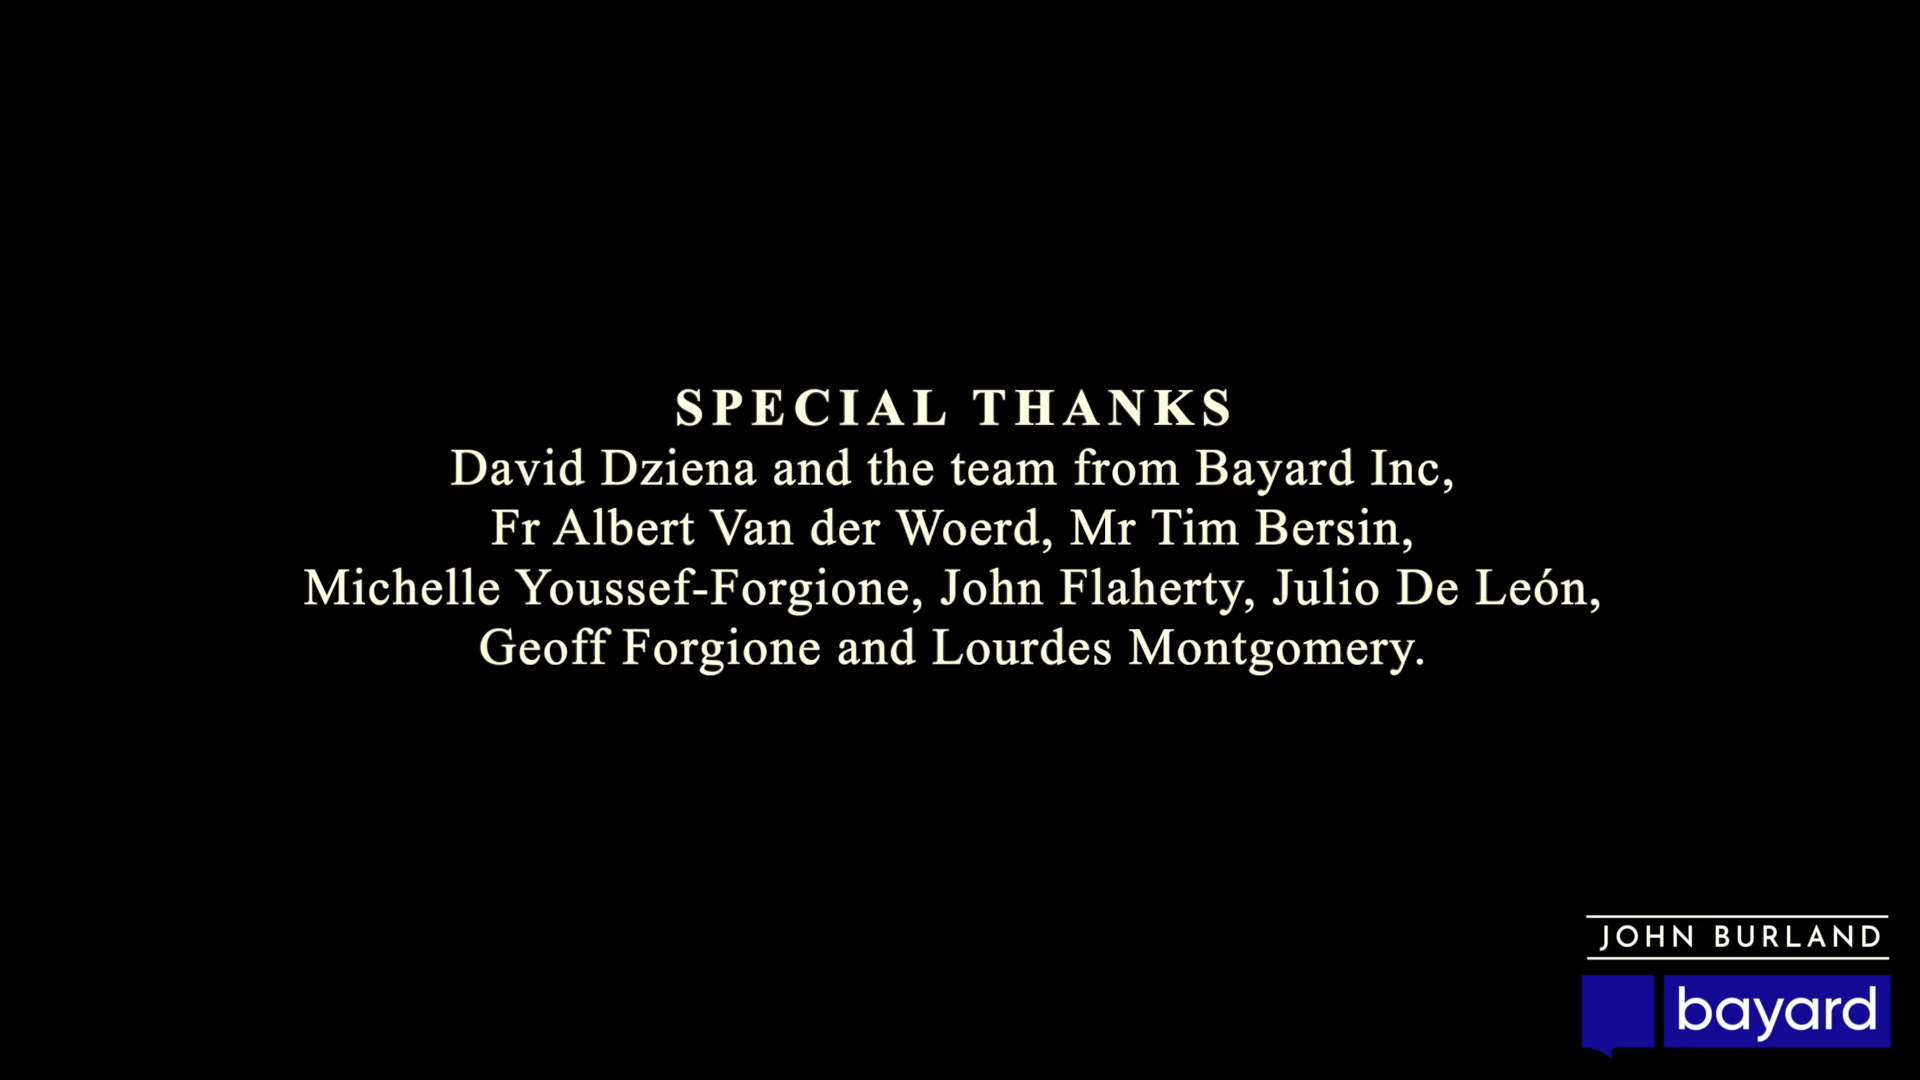 SPECIAL THANKS
David Dziena and the team from Bayard Inc,
Fr Albert Van der Woerd, Mr Tim Bersin,
Michelle Youssef-Forgione, John Flaherty, Julio De León,
Geoff Forgione and Lourdes Montgomery.
JOHN BURLAND
bayard